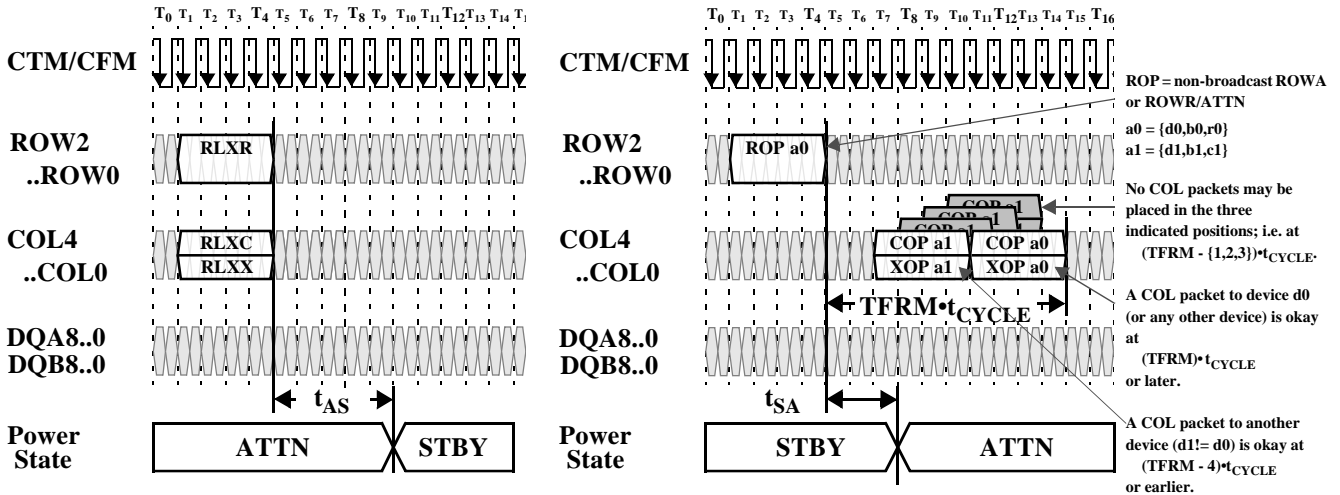 T0 T1 T2 T3 T4 T5 T6 T7 T8 T9 T10 T11 T12 T13 T14
CTM/CFM
ROW2
..ROW0
RLXR
COL4
..COL0
RLXC
RLXX
DQA8..0
DQB8..0
tAS
Power
State
ATTN
STBY
T0 T1 T2 T3 T4 T5 T6 T7 T8 T9 T10 T11 T12 T13 T14 T15 T16
CTM/CFM
ROW2
..ROW0
ROP a0
COL4
..COL0
COP a1
COP a1
COP a1
COP a1
COP a0
XOP a1
XOP a0
TFRM•tCYCLE
DQA8..0
DQB8..0
tSA
Power
State
STBY
ATTN
ROP = non-broadcast ROWA
or ROWR/ATTN
a0 = {d0,b0,r0}
a1 = {d1,b1,c1}
No COL packets may be
placed in the three
indicated positions; i.e. at
(TFRM - {1,2,3})•tCYCLE.
A COL packet to device d0
(or any other device) is okay
at
(TFRM)•tCYCLE
or later.
A COL packet to another
device (d1!= d0) is okay at
(TFRM - 4)•tCYCLE
or earlier.